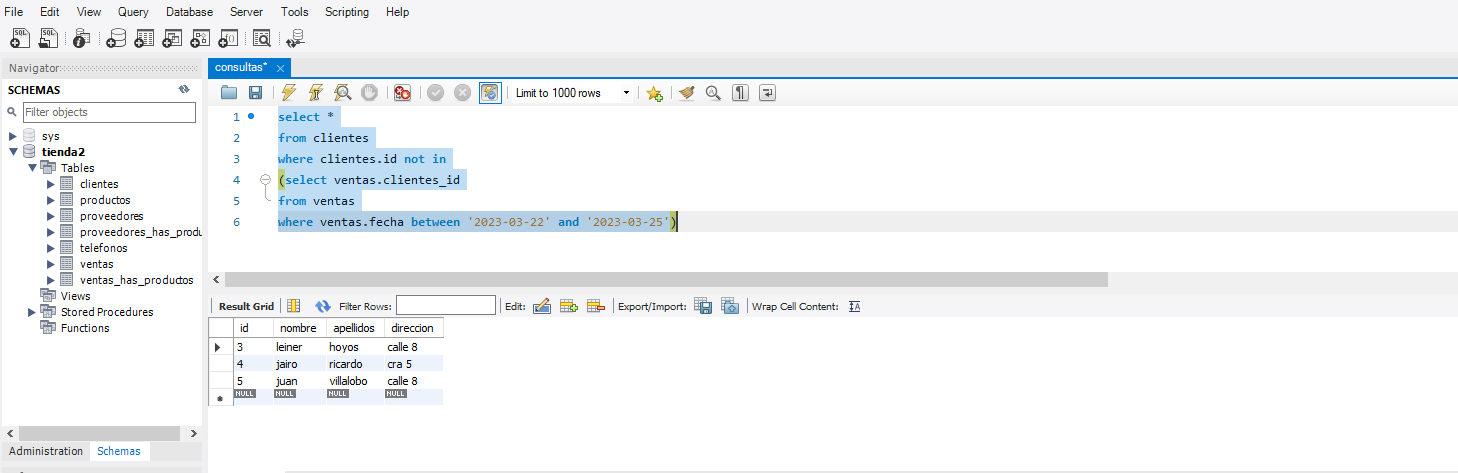 File Edit View Query Database Server Tools Scripting Help
Navigator
SCHEMAS
Filter objects
sys
tienda2
Tables
clientes
productos
proveedores
proveedores_has_produ
telefonos
ventas
ventas_has_productos
Views
Stored Procedures
Functions
Administration Schemas
consultas*
Limit to 1000 rows
1 select *
2 from clientes
3 where clientes.id not in
4 (select ventas.clientes_id
5 from ventas
6 where ventas.fecha between '2023-03-22' and '2023-03-25')
Result Grid Filter Rows: Edit: Export/Import: Wrap Cell Content:
id nombre apellidos direccion
3 leiner hoyos calle 8
4 jairo ricardo cra 5
5 juan villalobo calle 8
NULL NULL NULL NULL